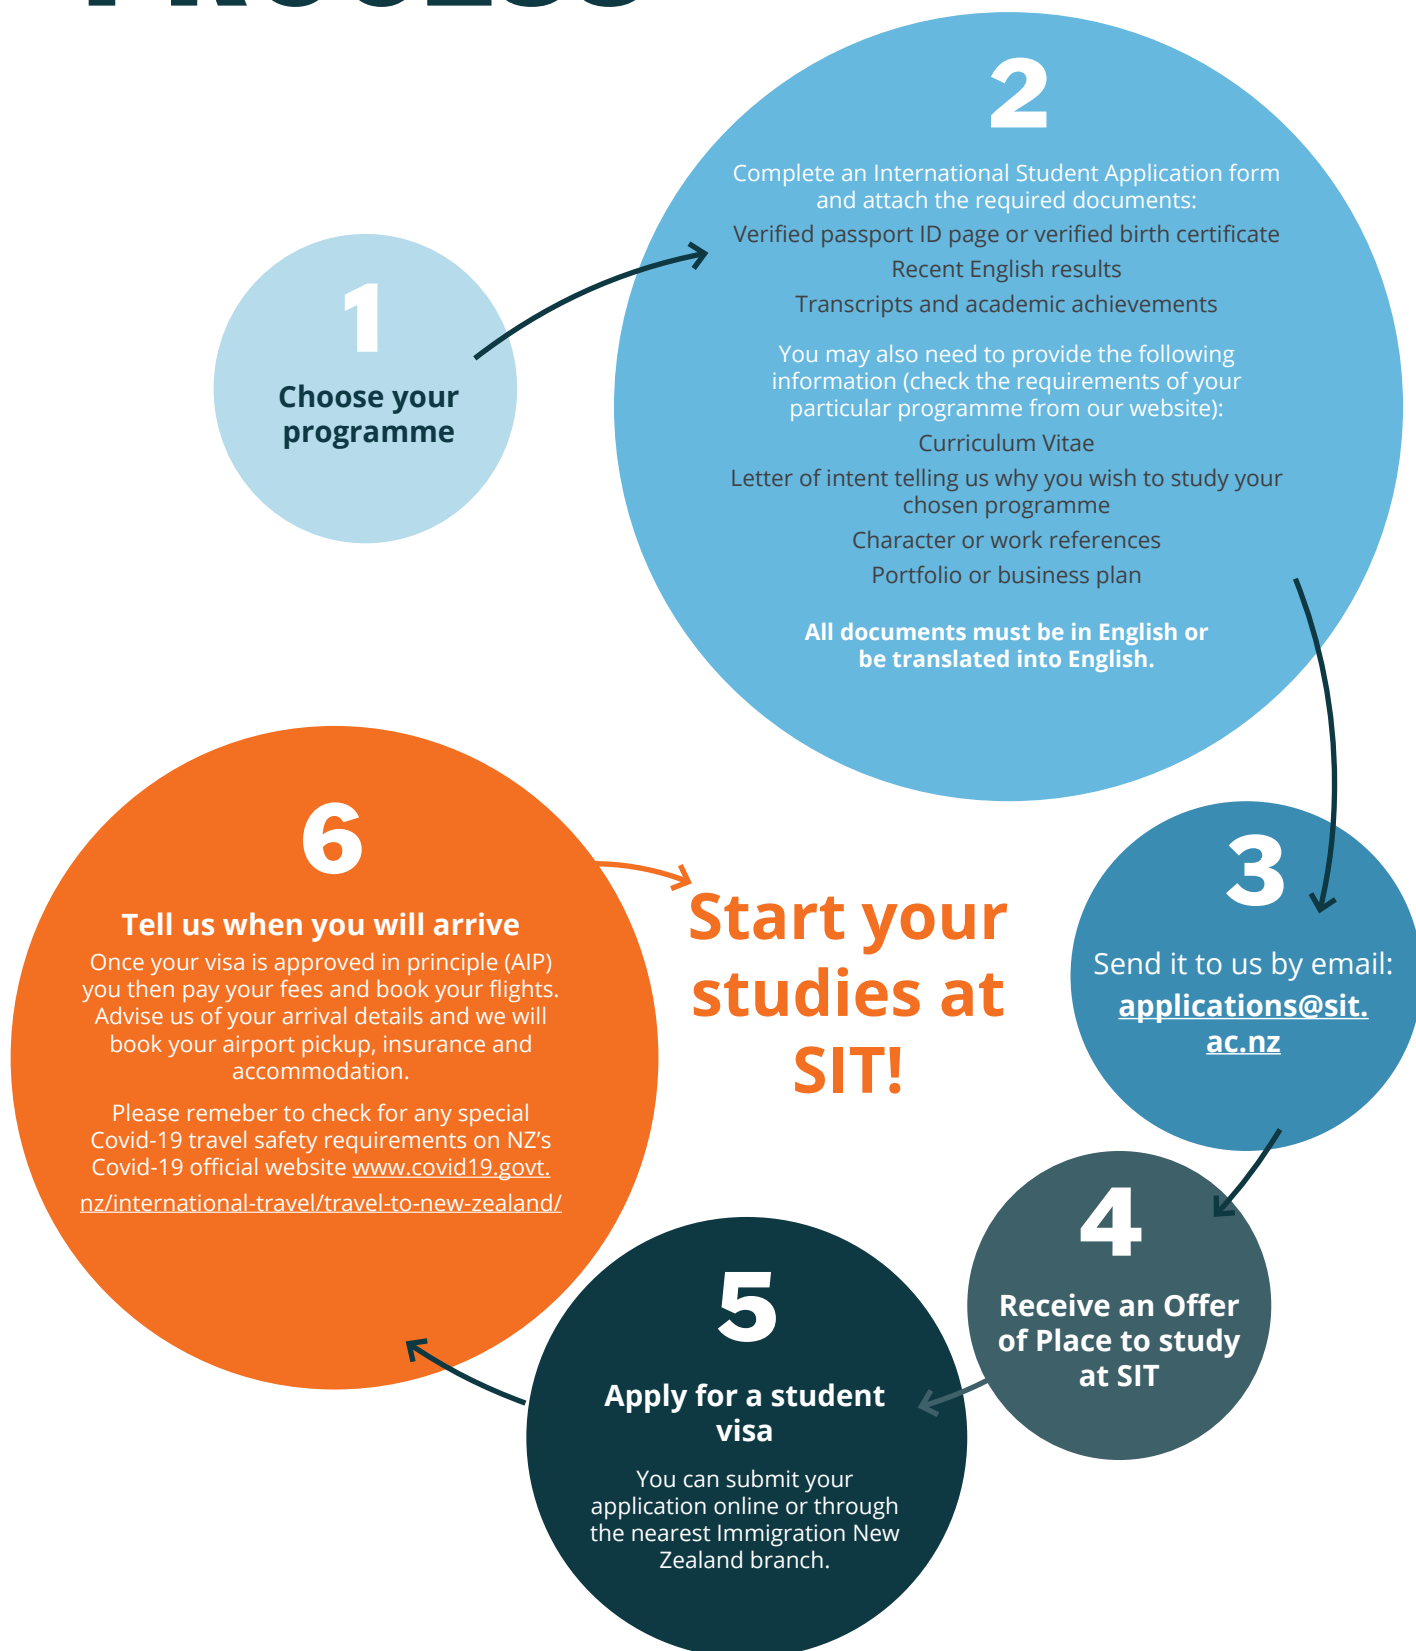 PROCESS
1
Choose your
programme
2
Complete an International Student Application form
and attach the required documents:
Verified passport ID page or verified birth certificate
Recent English results
Transcripts and academic achievements
You may also need to provide the following
information (check the requirements of your
particular programme from our website):
Curriculum Vitae
Letter of intent telling us why you wish to study your
chosen programme
Character or work references
Portfolio or business plan
All documents must be in English or
be translated into English.
3
Send it to us by email:
applications@sit.
ac.nz
4
Receive an Offer
of Place to study
at SIT
5
Apply for a student
visa
You can submit your
application online or through
the nearest Immigration New
Zealand branch.
6
Tell us when you will arrive
Once your visa is approved in principle (AIP)
you then pay your fees and book your flights.
Advise us of your arrival details and we will
book your airport pickup, insurance and
accommodation.
Please remeber to check for any special
Covid-19 travel safety requirements on NZ’s
Covid-19 official website www.covid19.govt.
nz/international-travel/travel-to-new-zealand/
Start your
studies at
SIT!